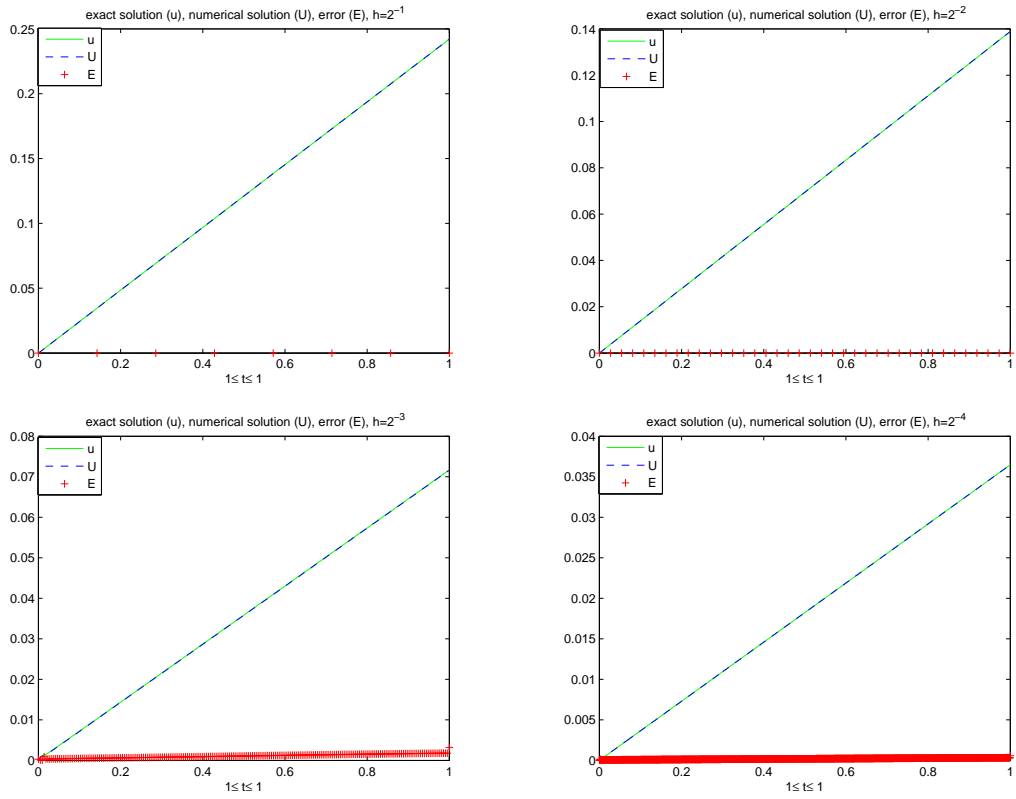 exact solution (u), numerical solution (U), error (E), h=2⁻¹
0.25
0.2
0.15
0.1
0.05
0
u
U
E
0 0.2 0.4 0.6 0.8 1
1≤ t≤ 1
exact solution (u), numerical solution (U), error (E), h=2⁻²
0.14
0.12
0.1
0.08
0.06
0.04
0.02
0
u
U
E
0 0.2 0.4 0.6 0.8 1
1≤ t≤ 1
exact solution (u), numerical solution (U), error (E), h=2⁻³
0.08
0.07
0.06
0.05
0.04
0.03
0.02
0.01
0
u
U
E
0 0.2 0.4 0.6 0.8 1
1≤ t≤ 1
exact solution (u), numerical solution (U), error (E), h=2⁻⁴
0.04
0.035
0.03
0.025
0.02
0.015
0.01
0.005
0
u
U
E
0 0.2 0.4 0.6 0.8 1
1≤ t≤ 1